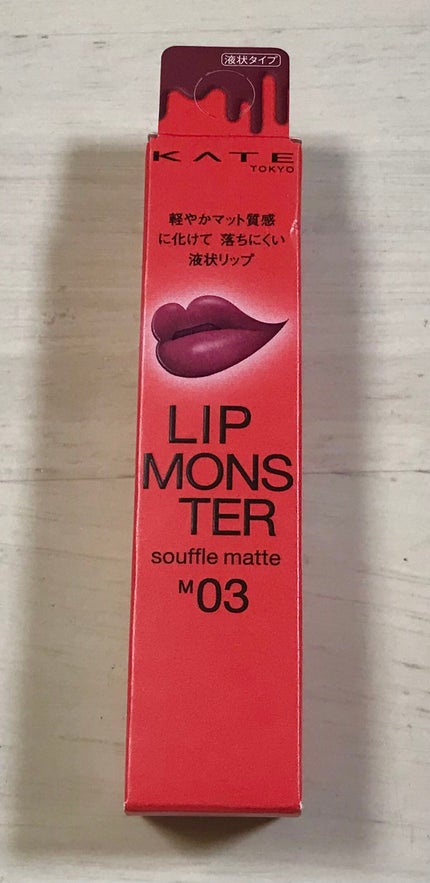 液状タイプ
KATE
TOKYO
軽やかマット質感
に化けて 落ちにくい
液状リップ
LIP
MONS
TER
souffle matte
M03